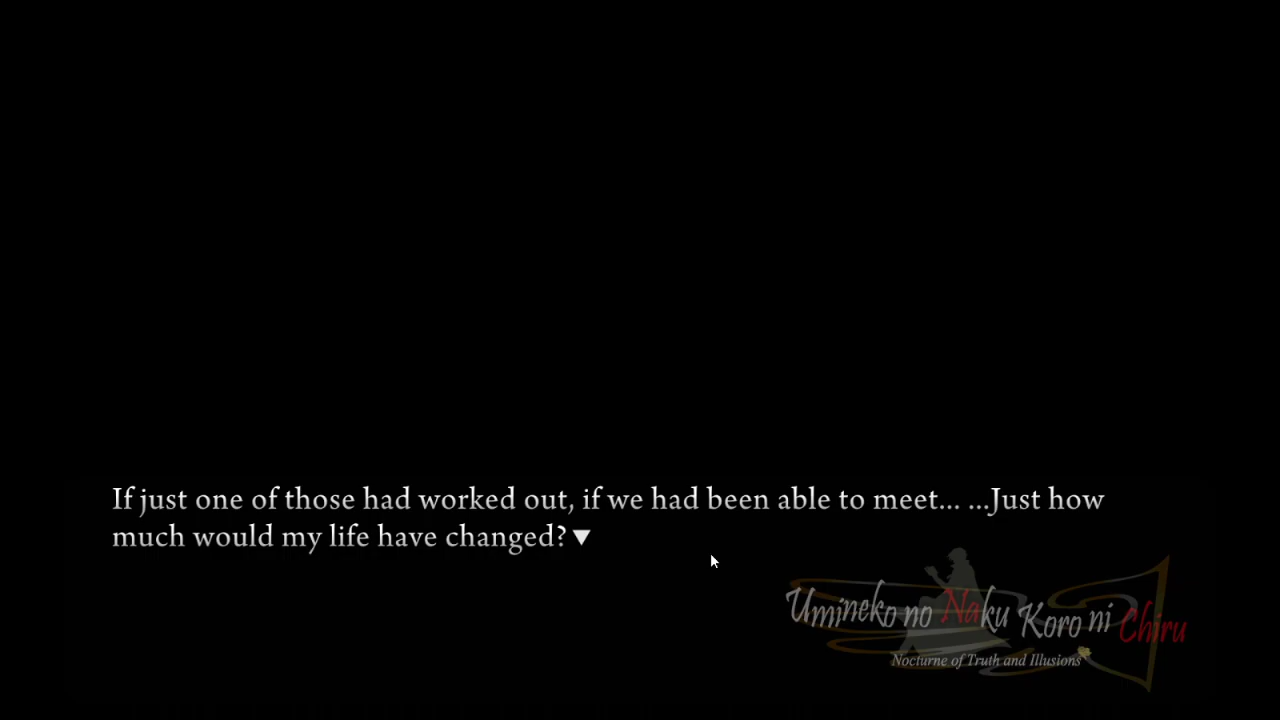 If just one of those had worked out, if we had been able to meet... ...Just how
much would my life have changed?
Umineko no Naku Koro ni Chiru
Nocturne of Truth and Illusions